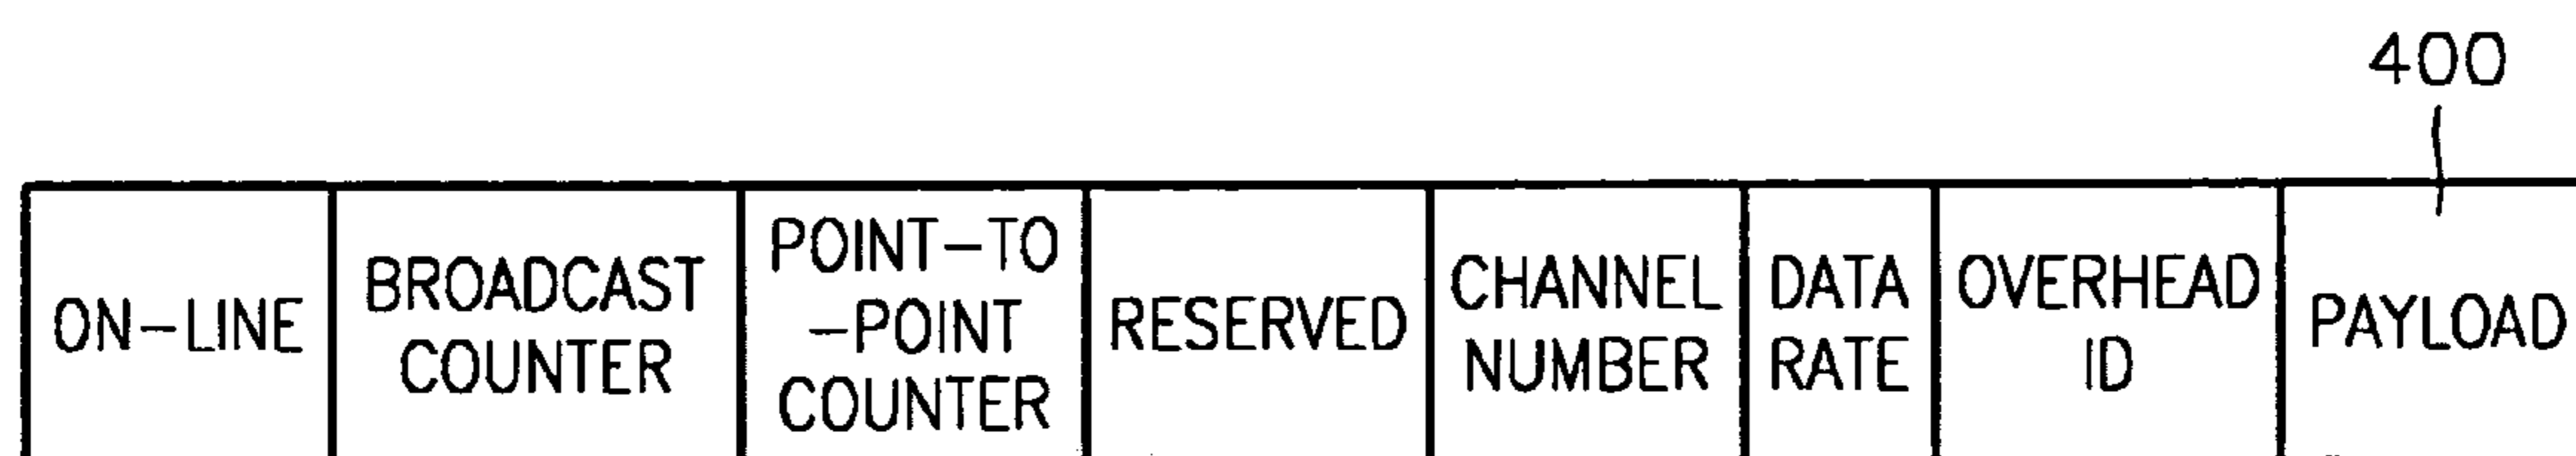 400
ON-LINE
BROADCAST
COUNTER
POINT-TO
-POINT
COUNTER
RESERVED
CHANNEL
NUMBER
DATA
RATE
OVERHEAD
ID
PAYLOAD